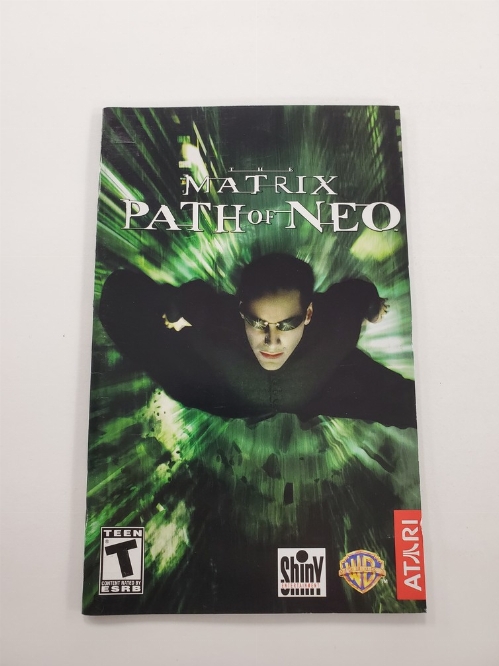 THE
MATRIX
PATH OF NEO
TEEN
T
CONTENT RATED BY
ESRB
Shiny
ENTERTAINMENT
WB
ATARI